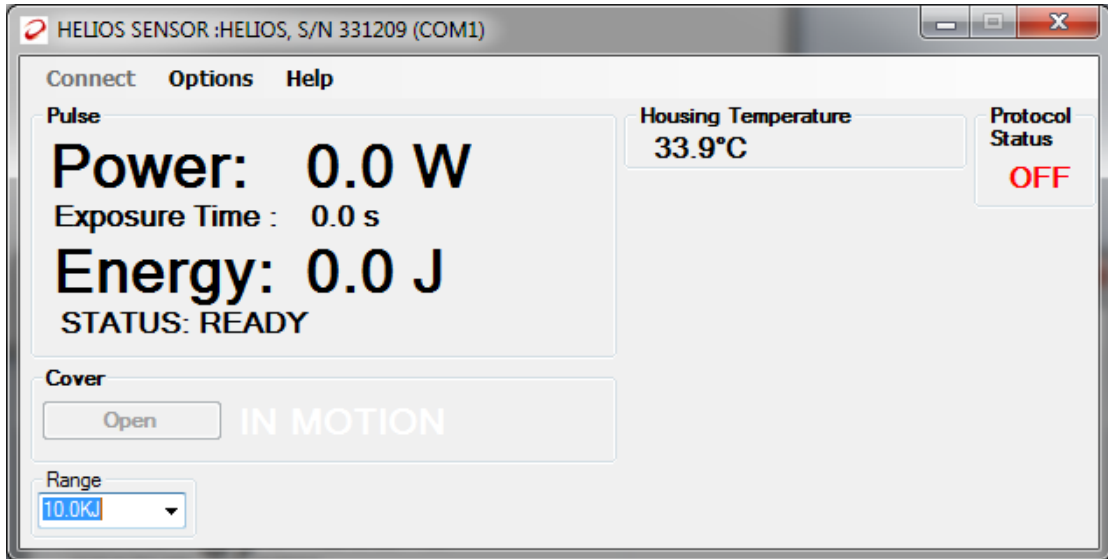 HELIOS SENSOR :HELIOS, S/N 331209 (COM1)
Connect Options Help
Pulse
Power: 0.0 W
Exposure Time : 0.0 s
Energy: 0.0 J
STATUS: READY
Housing Temperature
33.9°C
Protocol
Status
OFF
Cover
Open IN MOTION
Range
10.0KJ